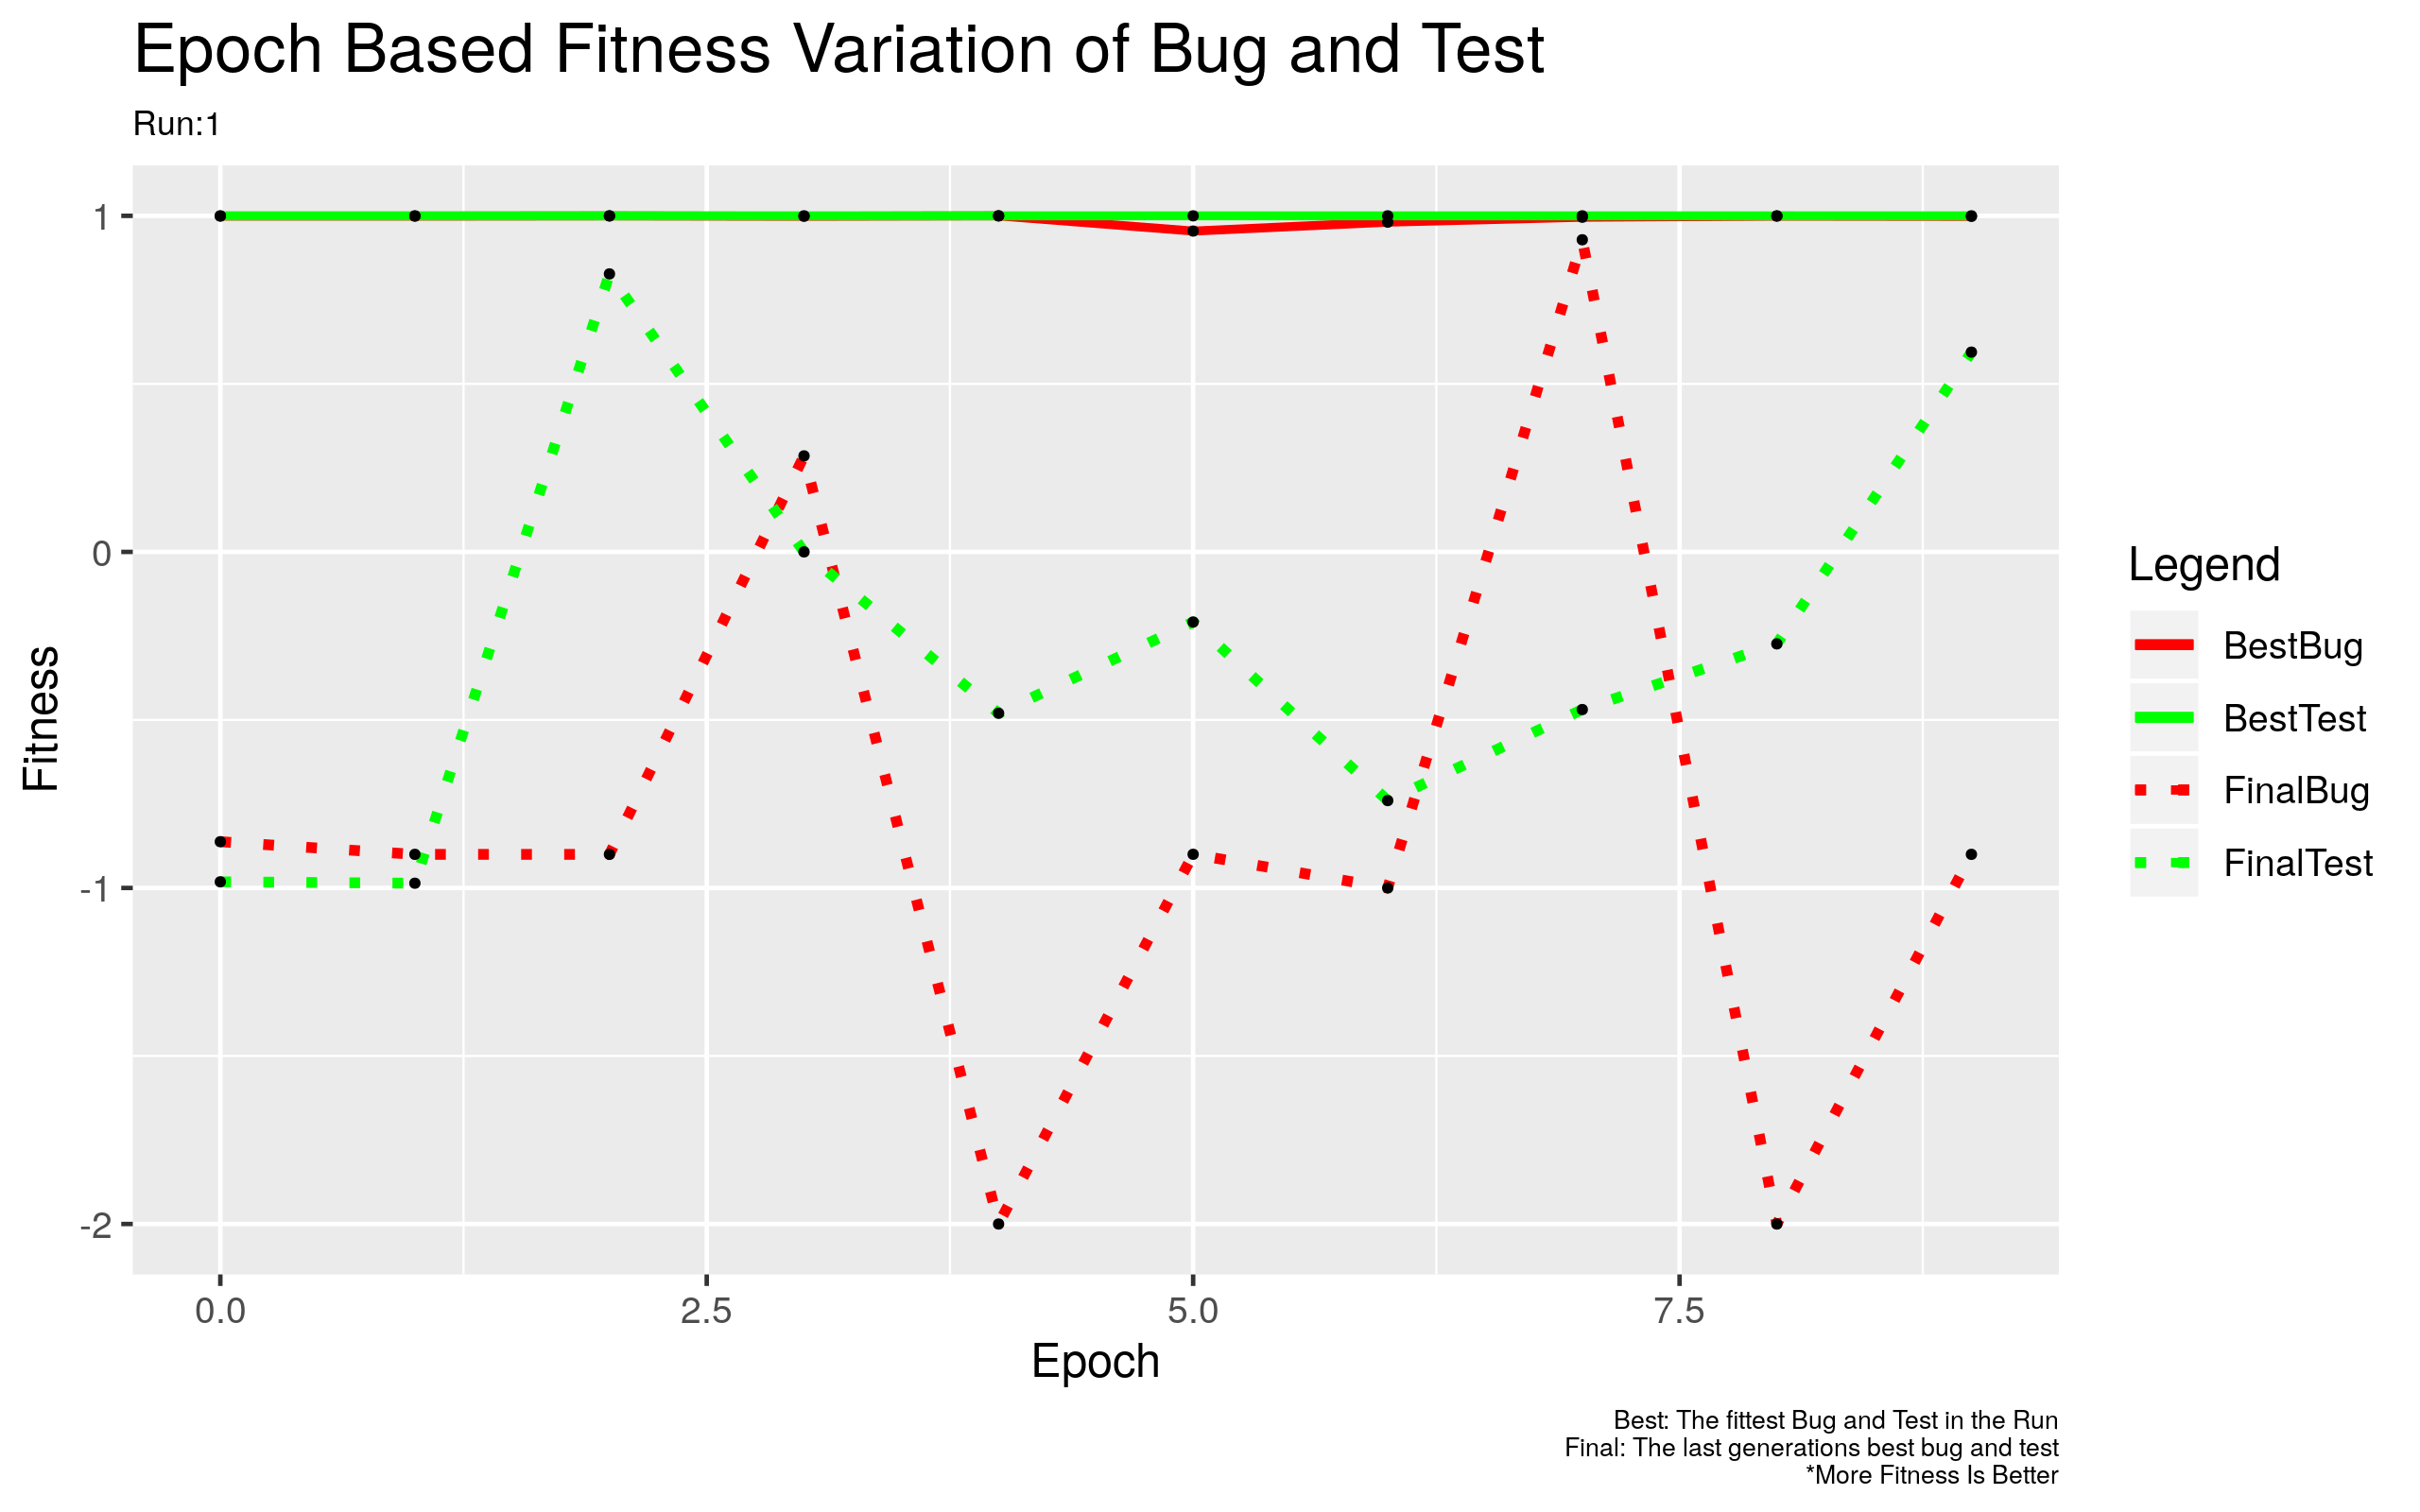 Epoch Based Fitness Variation of Bug and Test
Run:1
1
0
-1
-2
Fitness
0.0
2.5
5.0
7.5
Epoch
Legend
BestBug
BestTest
FinalBug
FinalTest
Best: The fittest Bug and Test in the Run
Final: The last generations best bug and test
*More Fitness Is Better